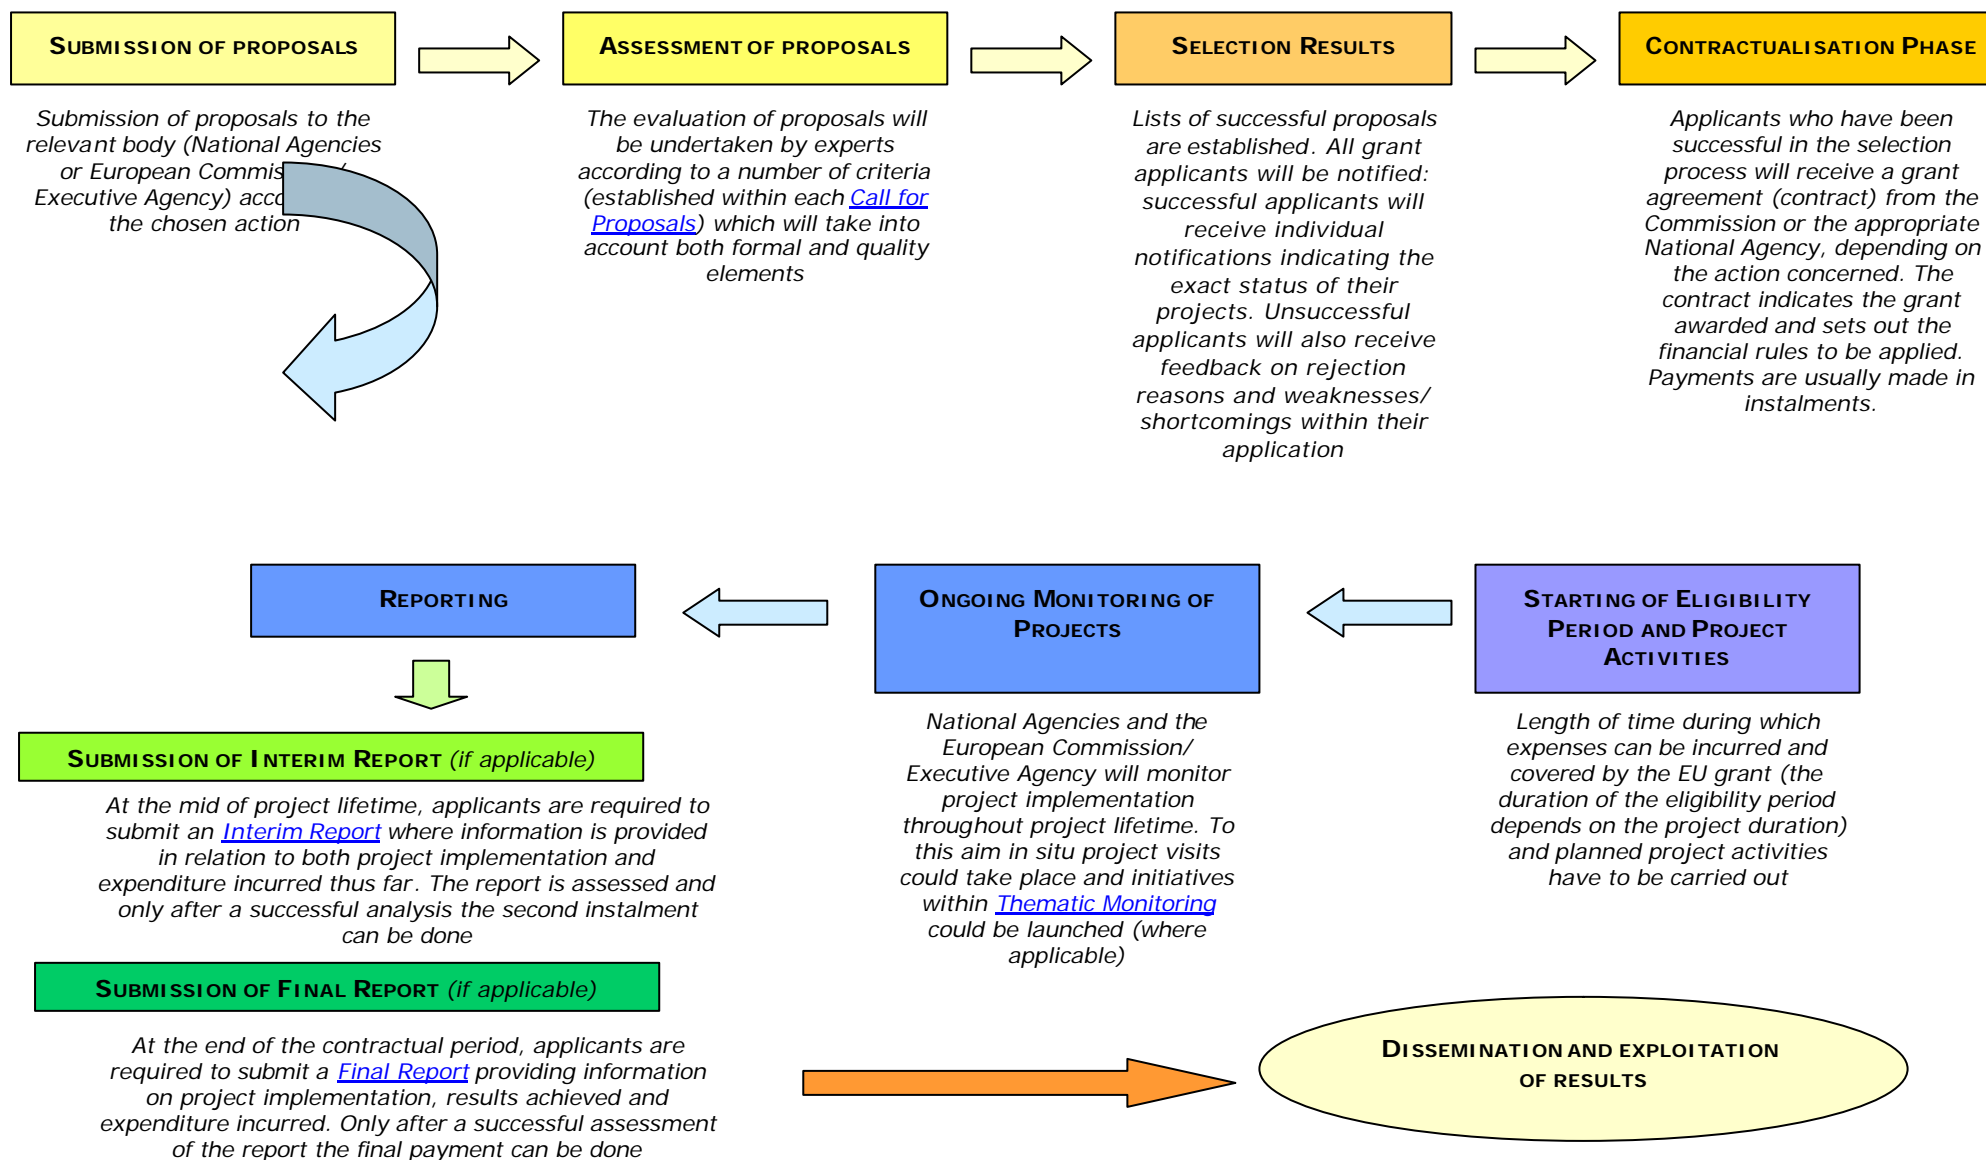 SUBMISSION OF PROPOSALS
Submission of proposals to the
relevant body (National Agencies
or European Commis /
Executive Agency) acco
the chosen action
ASSESSMENT OF PROPOSALS
The evaluation of proposals will
be undertaken by experts
according to a number of criteria
(established within each Call for
Proposals) which will take into
account both formal and quality
elements
SELECTION RESULTS
Lists of successful proposals
are established. All grant
applicants will be notified:
successful applicants will
receive individual
notifications indicating the
exact status of their
projects. Unsuccessful
applicants will also receive
feedback on rejection
reasons and weaknesses/
shortcomings within their
application
CONTRACTUALISATION PHASE
Applicants who have been
successful in the selection
process will receive a grant
agreement (contract) from the
Commission or the appropriate
National Agency, depending on
the action concerned. The
contract indicates the grant
awarded and sets out the
financial rules to be applied.
Payments are usually made in
instalments.
STARTING OF ELIGIBILITY
PERIOD AND PROJECT
ACTIVITIES
Length of time during which
expenses can be incurred and
covered by the EU grant (the
duration of the eligibility period
depends on the project duration)
and planned project activities
have to be carried out
ONGOING MONITORING OF
PROJECTS
National Agencies and the
European Commission/
Executive Agency will monitor
project implementation
throughout project lifetime. To
this aim in situ project visits
could take place and initiatives
within Thematic Monitoring
could be launched (where
applicable)
REPORTING
SUBMISSION OF INTERIM REPORT (if applicable)
At the mid of project lifetime, applicants are required to
submit an Interim Report where information is provided
in relation to both project implementation and
expenditure incurred thus far. The report is assessed and
only after a successful analysis the second instalment
can be done
SUBMISSION OF FINAL REPORT (if applicable)
At the end of the contractual period, applicants are
required to submit a Final Report providing information
on project implementation, results achieved and
expenditure incurred. Only after a successful assessment
of the report the final payment can be done
DISSEMINATION AND EXPLOITATION
OF RESULTS